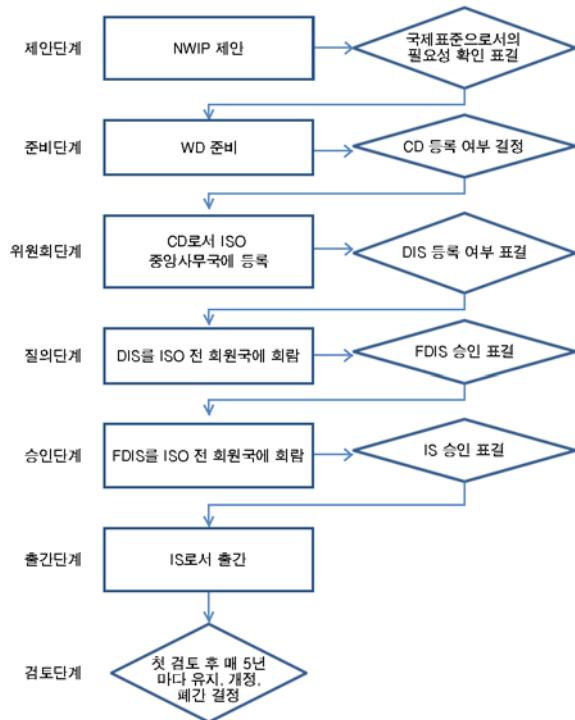 제안단계
NWIP 제안
국제표준으로서의
필요성 확인 표결
준비단계
WD 준비
CD 등록 여부 결정
위원회단계
CD로서 ISO
중앙사무국에 등록
DIS 등록 여부 표결
질의단계
DIS를 ISO 전 회원국에 회람
FDIS 승인 표결
승인단계
FDIS를 ISO 전 회원국에 회람
IS 승인 표결
출간단계
IS로서 출간
검토단계
첫 검토 후 매 5년
마다 유지, 개정,
폐간 결정